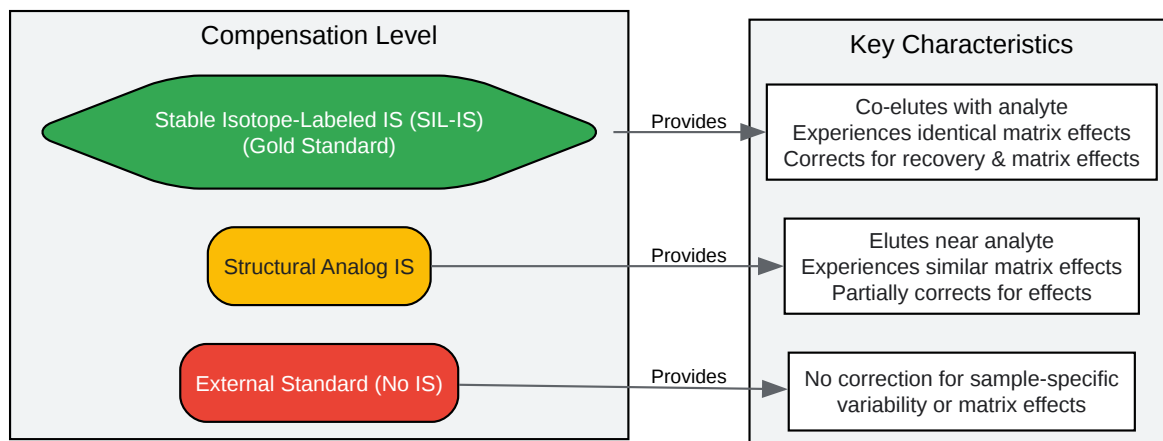 Compensation Level
Key Characteristics
Stable Isotope-Labeled IS (SIL-IS)
(Gold Standard)
Provides
Co-elutes with analyte
Experiences identical matrix effects
Corrects for recovery & matrix effects
Structural Analog IS
Provides
Elutes near analyte
Experiences similar matrix effects
Partially corrects for effects
External Standard (No IS)
Provides
No correction for sample-specific
variability or matrix effects